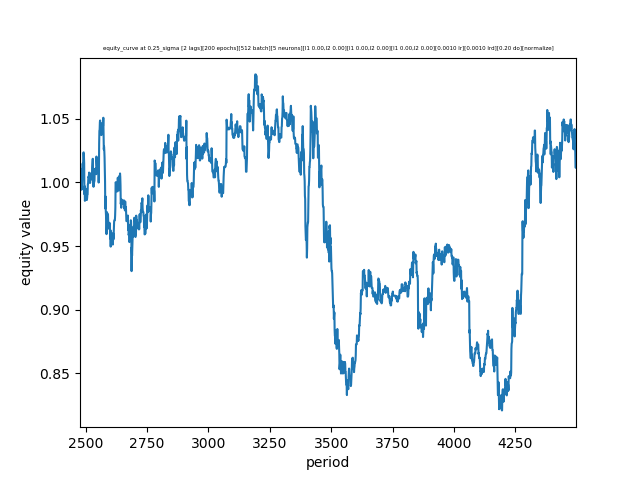 equity_curve at 0.25_sigma [2 lags][200 epochs][512 batch][5 neurons][l1 0.00,l2 0.00][l1 0.00,l2 0.00][l1 0.00,l2 0.00][0.0010 lr][0.0010 lrd][0.20 do][normalize]
1.05
1.00
0.95
0.90
0.85
equity value
2500 2750 3000 3250 3500 3750 4000 4250
period